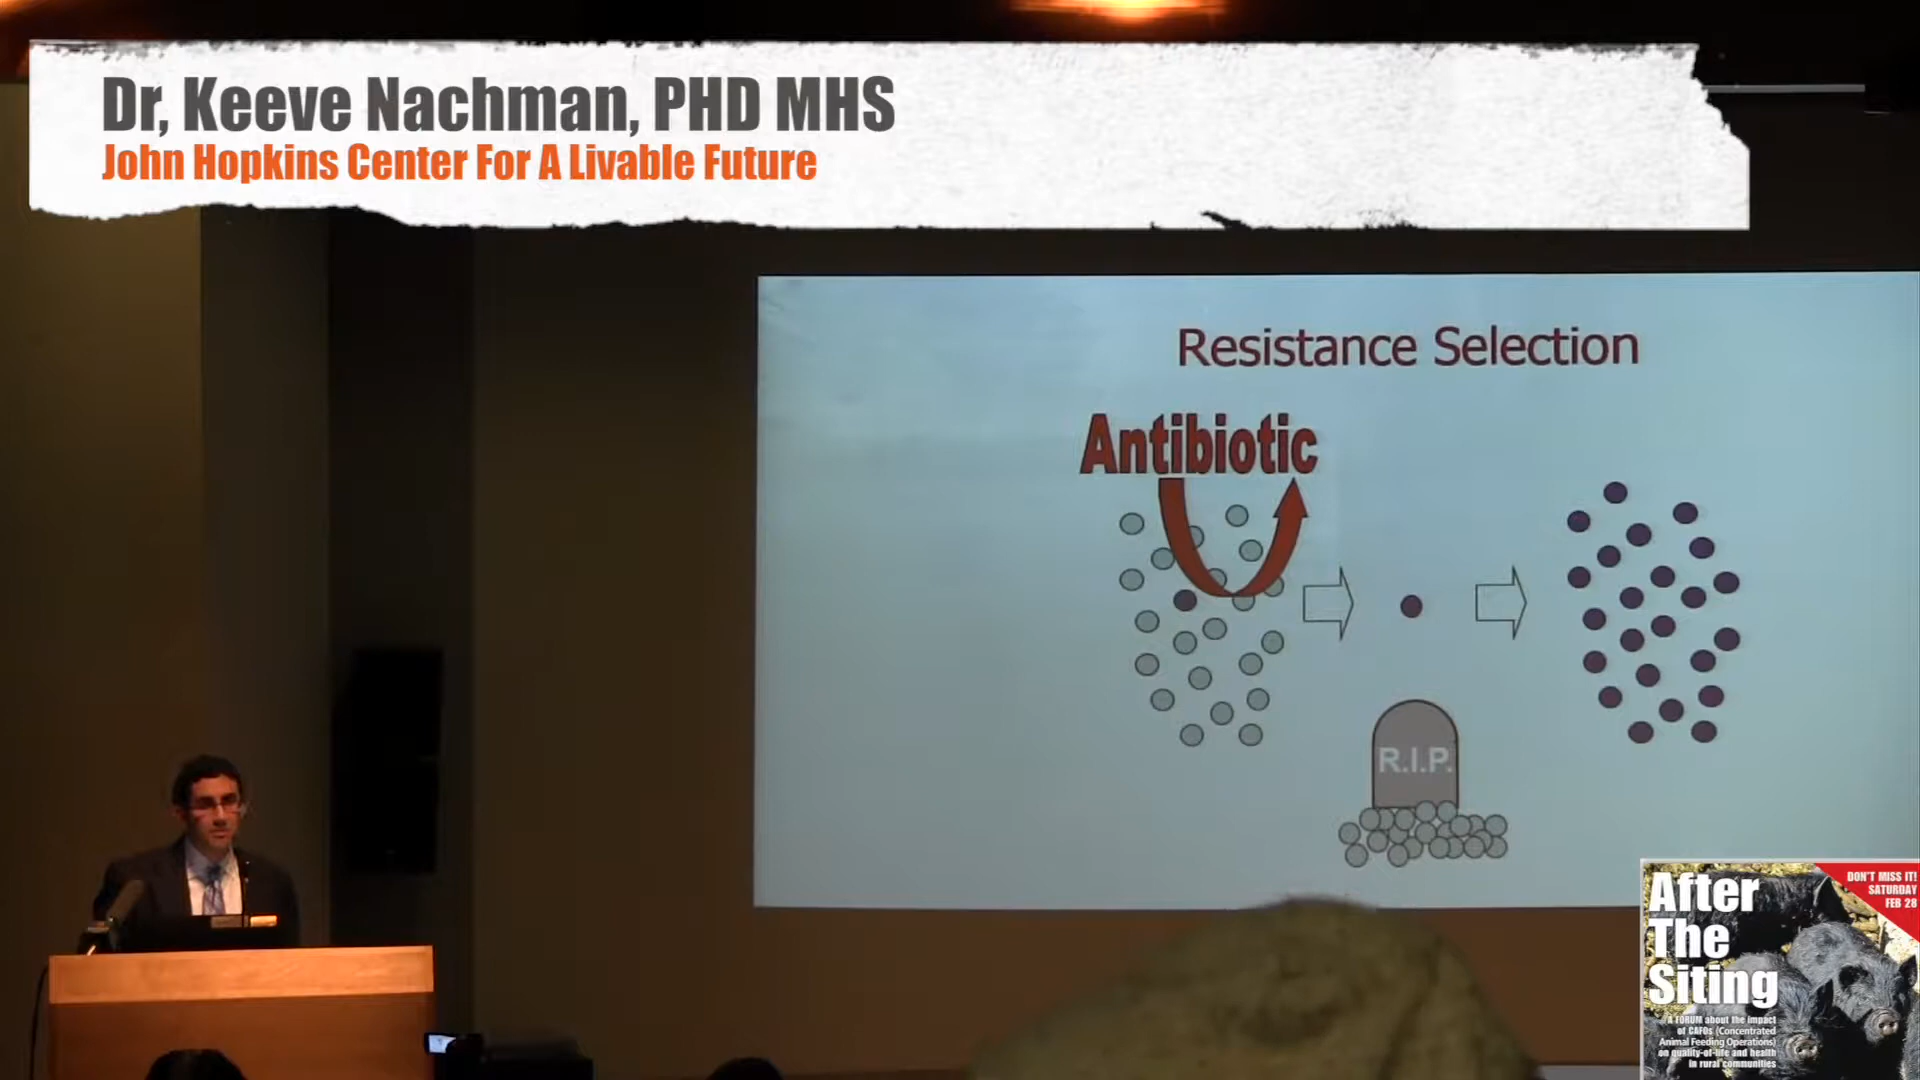 Dr, Keeve Nachman, PHD MHS
John Hopkins Center For A Livable Future
Resistance Selection
Antibiotic
R.I.P.
After
The
Siting
DON'T MISS IT!
SATURDAY
FEB 28
A FORUM about the impact
of CAFOs (Concentrated
Animal Feeding Operations)
on quality-of-life and health
in rural communities